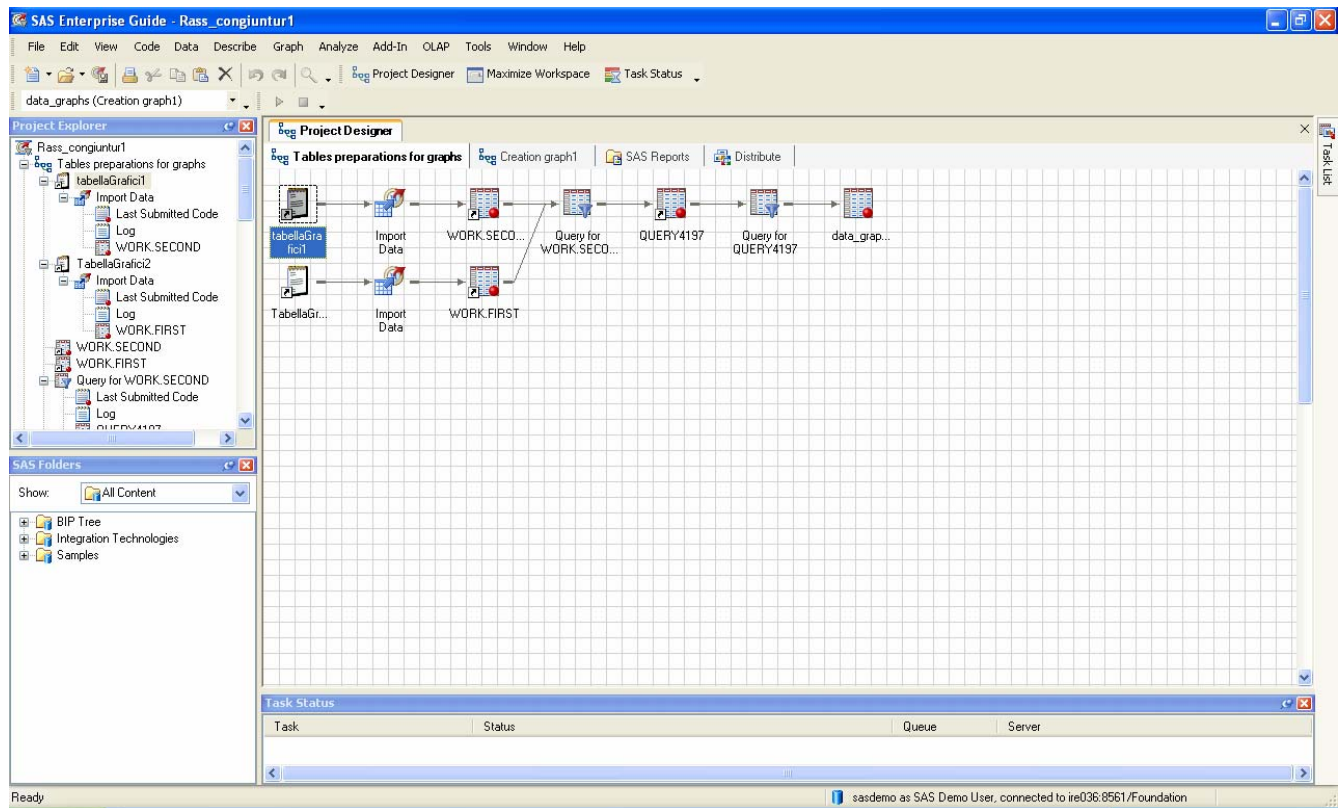 SAS Enterprise Guide - Rass_congiuntur1
File Edit View Code Data Describe Graph Analyze Add-In OLAP Tools Window Help
Project Designer Maximize Workspace Task Status
data_graphs (Creation graph1)
Project Explorer
Rass_congiuntur1
Tables preparations for graphs
tabellaGrafici1
Import Data
Last Submitted Code
Log
WORK.SECOND
TabellaGrafici2
Import Data
Last Submitted Code
Log
WORK.FIRST
WORK.SECOND
WORK.FIRST
Query for WORK.SECOND
Last Submitted Code
Log
QUERY4197
SAS Folders
Show: All Content
BIP Tree
Integration Technologies
Samples
Project Designer
Tables preparations for graphs Creation graph1 SAS Reports Distribute
tabellaGra
fici1
Import
Data
WORK.SECO...
Query for
WORK.SECO...
QUERY4197
Query for
QUERY4197
data_grap...
TabellaGr...
Import
Data
WORK.FIRST
Task List
Task Status
Task Status Queue Server
Ready
sasdemo as SAS Demo User, connected to ire036:8561/Foundation